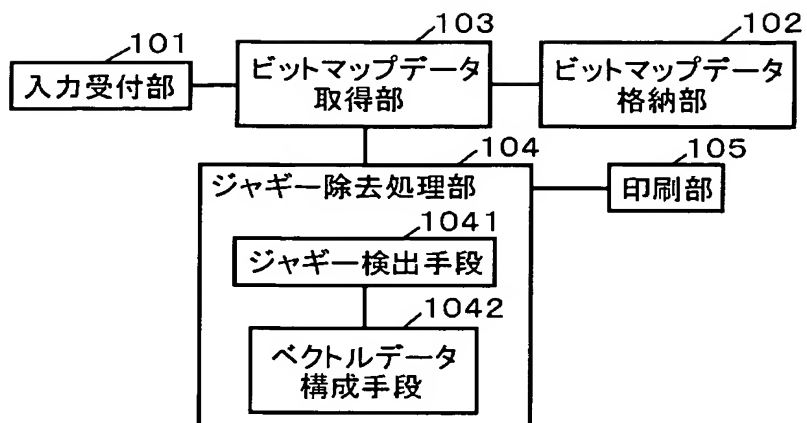 101
入力受付部
103
ビットマップデータ
取得部
102
ビットマップデータ
格納部
104
ジャギー除去処理部
105
印刷部
1041
ジャギー検出手段
1042
ベクトルデータ
構成手段